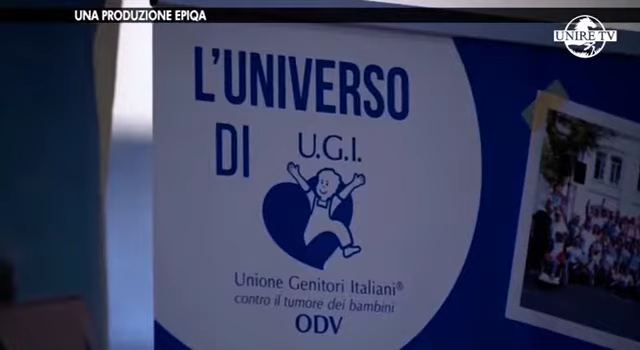 UNA PRODUZIONE EPIQA
UNIRE TV
L'UNIVERSO
DI
U.G.I.
Unione Genitori Italiani®
contro il tumore dei bambini
ODV